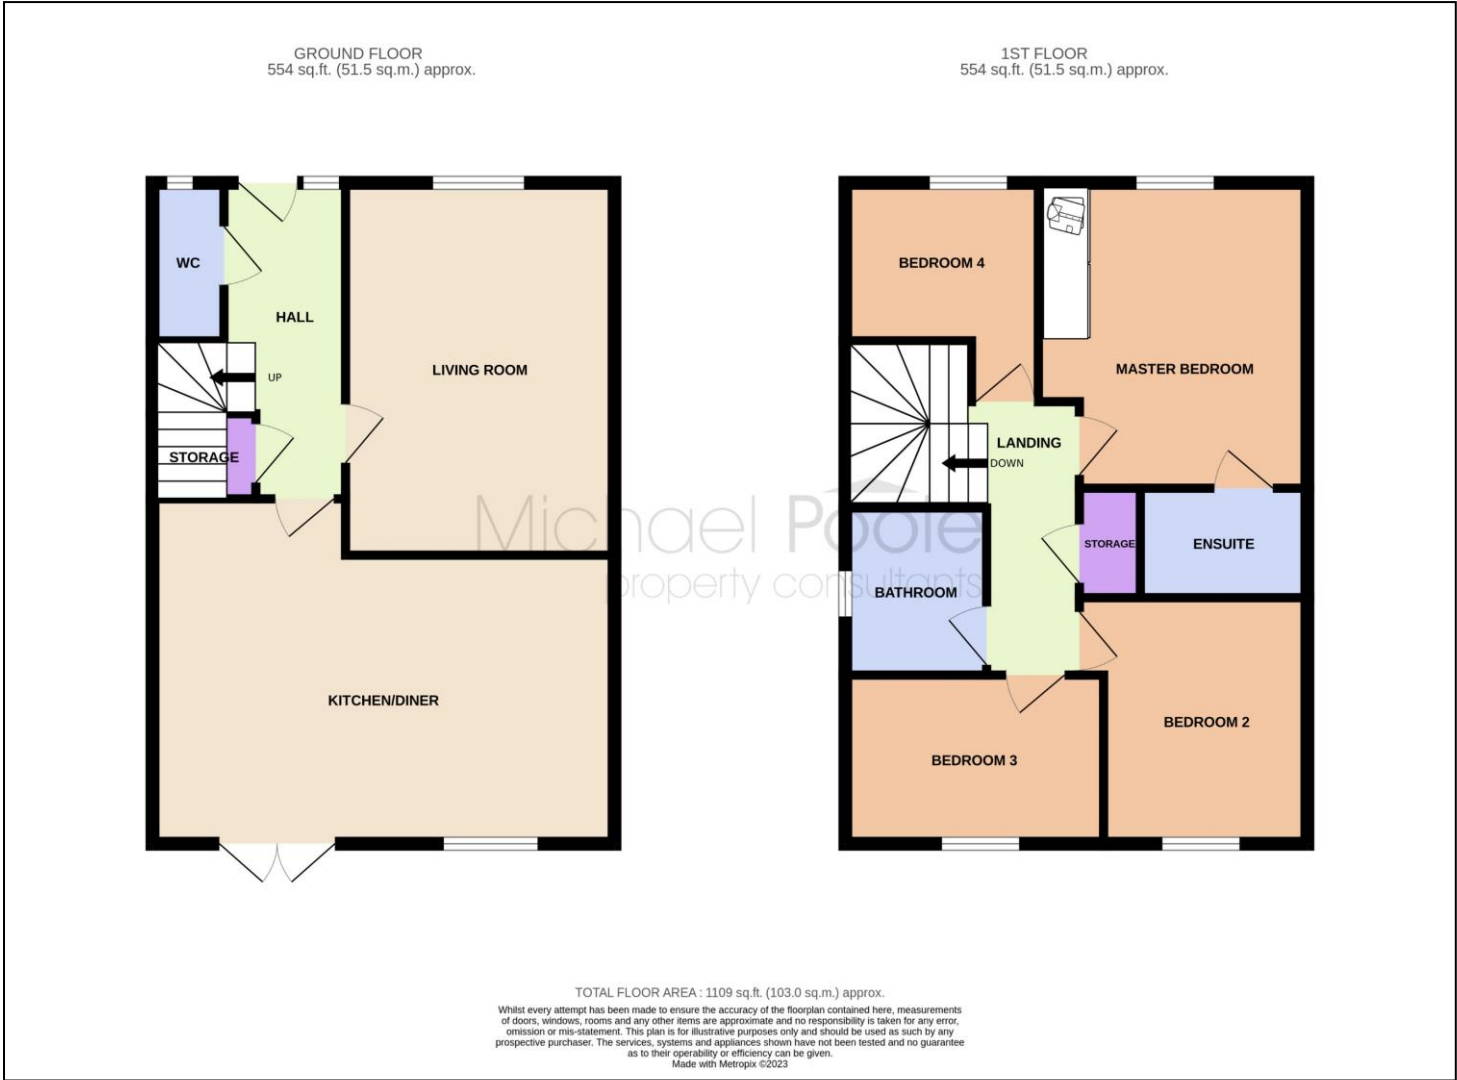 GROUND FLOOR
554 sq.ft. (51.5 sq.m.) approx.
1ST FLOOR
554 sq.ft. (51.5 sq.m.) approx.
WC
HALL
UP
LIVING ROOM
STORAGE
KITCHEN/DINER
BEDROOM 4
MASTER BEDROOM
LANDING
DOWN
STORAGE
ENSUITE
BATHROOM
BEDROOM 2
BEDROOM 3
Michael Poole
property consultants
TOTAL FLOOR AREA : 1109 sq.ft. (103.0 sq.m.) approx.
Whilst every attempt has been made to ensure the accuracy of the floorplan contained here, measurements
of doors, windows, rooms and any other items are approximate and no responsibility is taken for any error,
omission or mis-statement. This plan is for illustrative purposes only and should be used as such by any
prospective purchaser. The services, systems and appliances shown have not been tested and no guarantee
as to their operability or efficiency can be given.
Made with Metropix ©2023